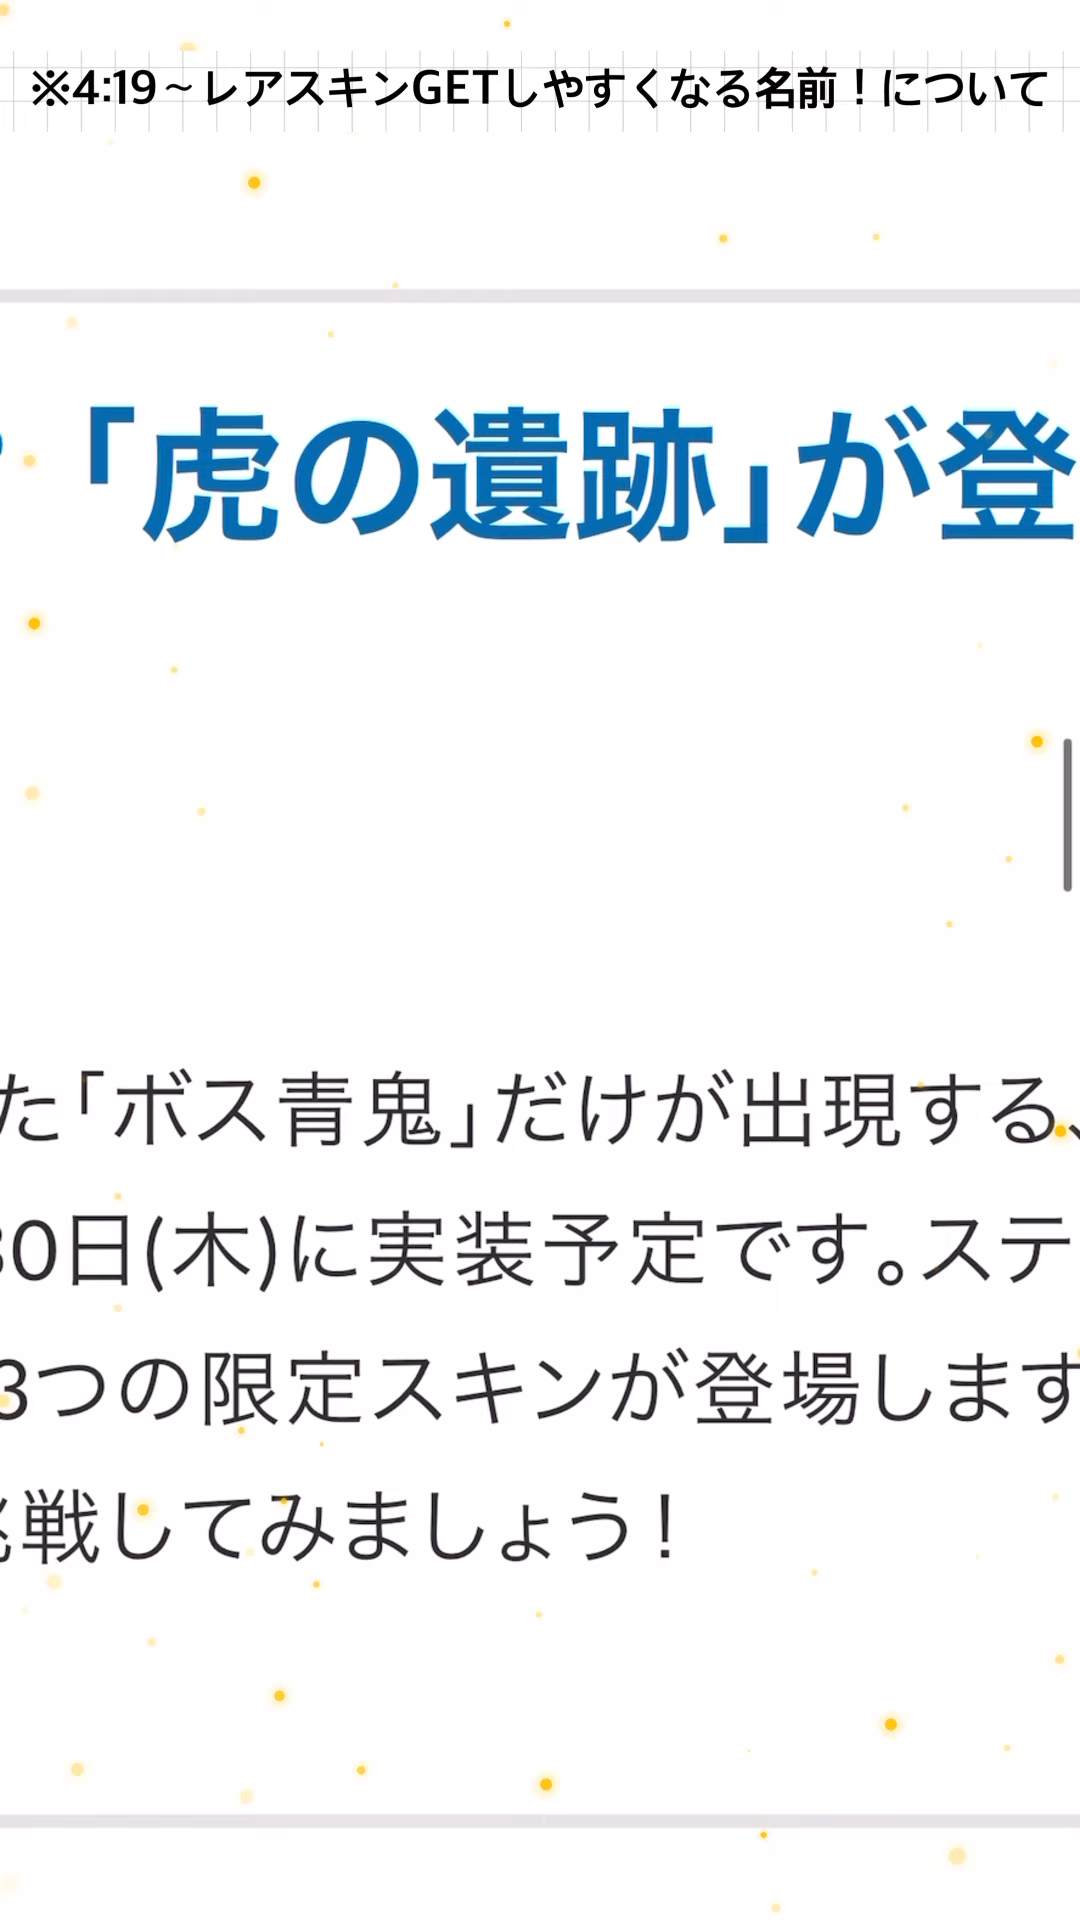 ※4:19～レアスキンGETしやすくなる名前！について
「虎の遺跡」が登
た「ボス青鬼」だけが出現する、
30日(木)に実装予定です。ステ
3つの限定スキンが登場します
挑戦してみましょう！